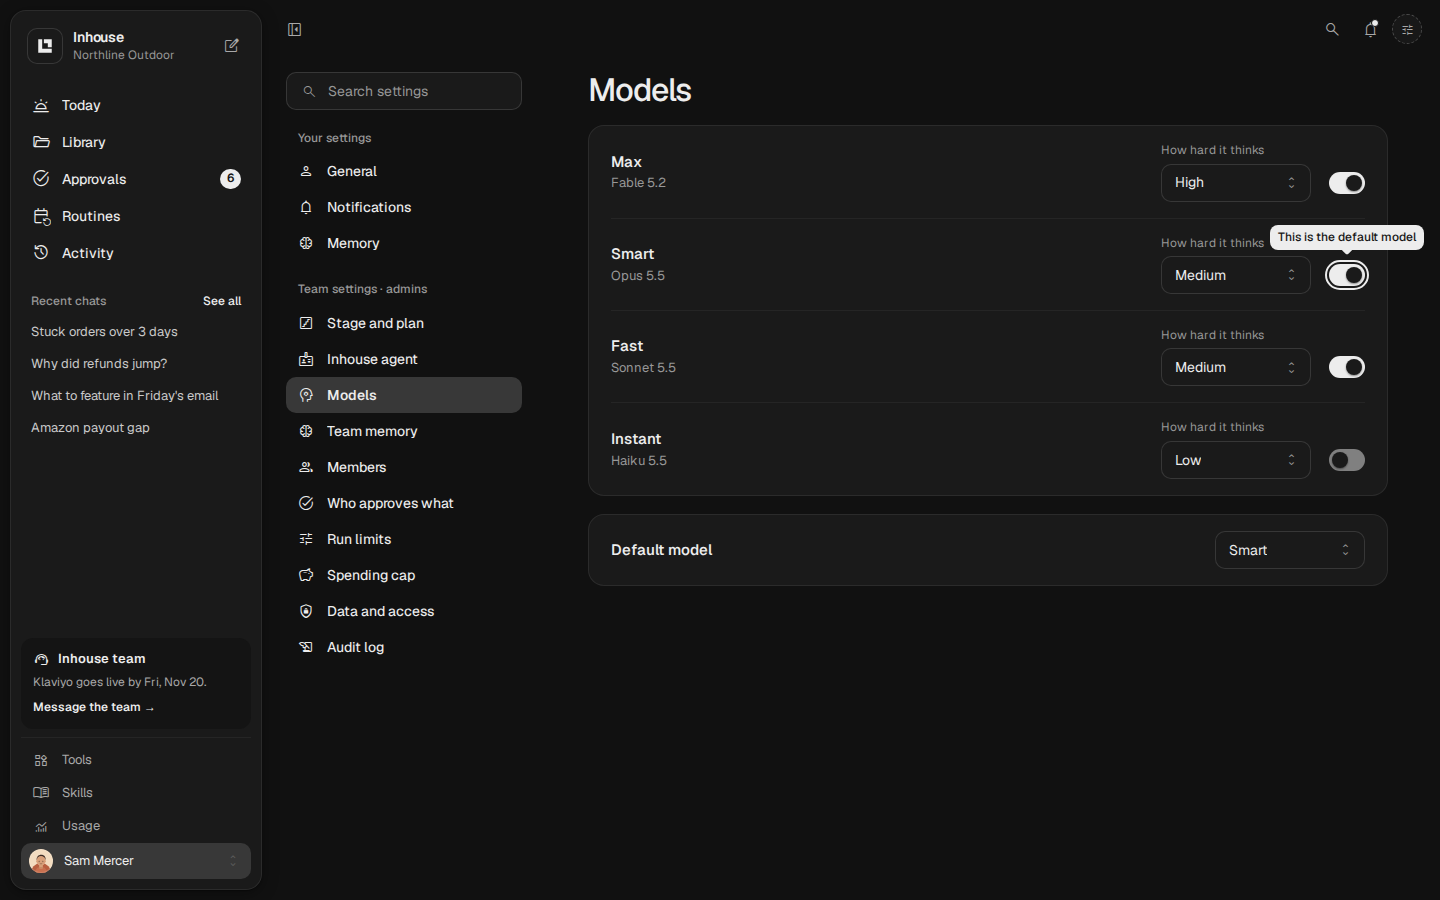 Inhouse
Northline Outdoor
Today
Library
Approvals 6
Routines
Activity
Recent chats See all
Stuck orders over 3 days
Why did refunds jump?
What to feature in Friday's email
Amazon payout gap
Inhouse team
Klaviyo goes live by Fri, Nov 20.
Message the team →
Tools
Skills
Usage
Sam Mercer
Search settings
Your settings
General
Notifications
Memory
Team settings · admins
Stage and plan
Inhouse agent
Models
Team memory
Members
Who approves what
Run limits
Spending cap
Data and access
Audit log
Models
Max
Fable 5.2
How hard it thinks
High
Smart
Opus 5.5
How hard it thinks
Medium
This is the default model
Fast
Sonnet 5.5
How hard it thinks
Medium
Instant
Haiku 5.5
How hard it thinks
Low
Default model
Smart